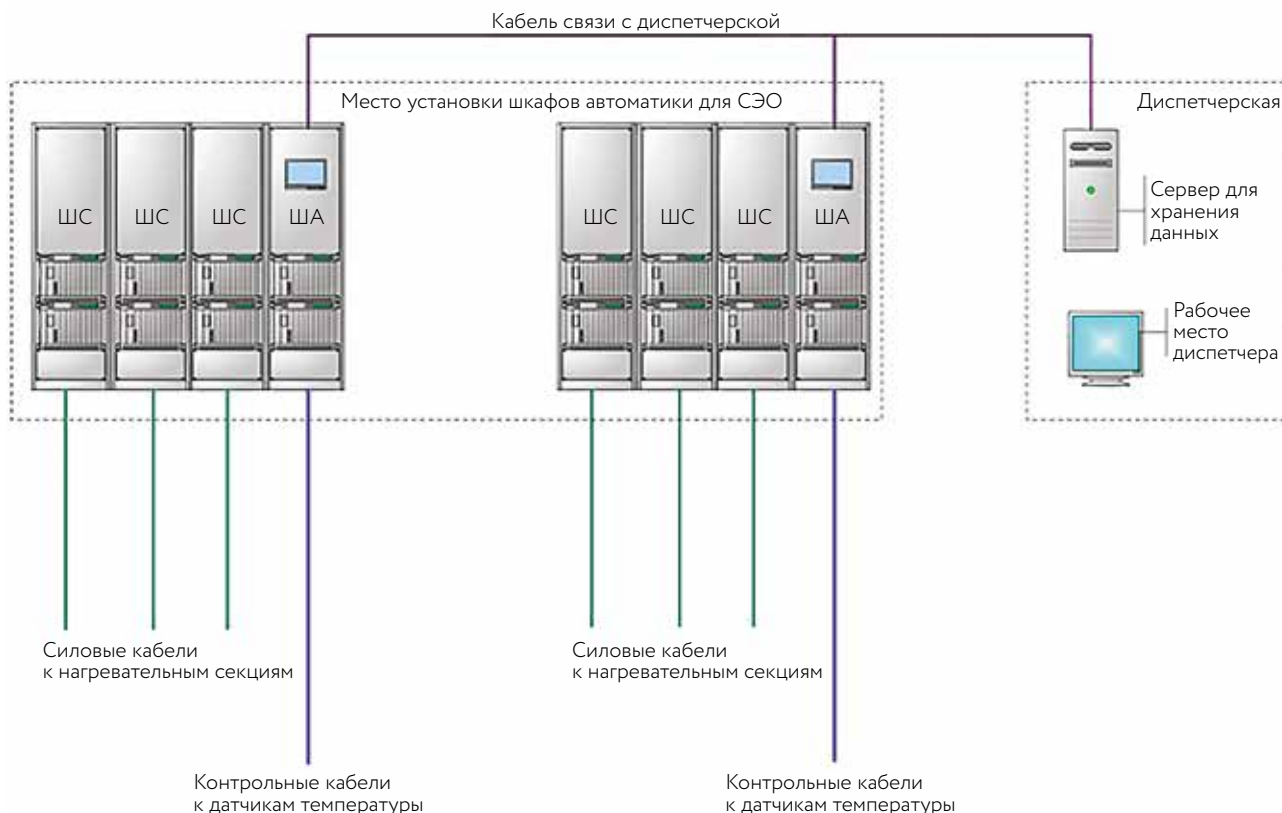 Кабель связи с диспетчерской
Место установки шкафов автоматики для СЭО
Диспетчерская
ШС
ШС
ШС
ША
ШС
ШС
ШС
ША
Сервер для
хранения
данных
Рабочее
место
диспетчера
Силовые кабели
к нагревательным секциям
Силовые кабели
к нагревательным секциям
Контрольные кабели
к датчикам температуры
Контрольные кабели
к датчикам температуры